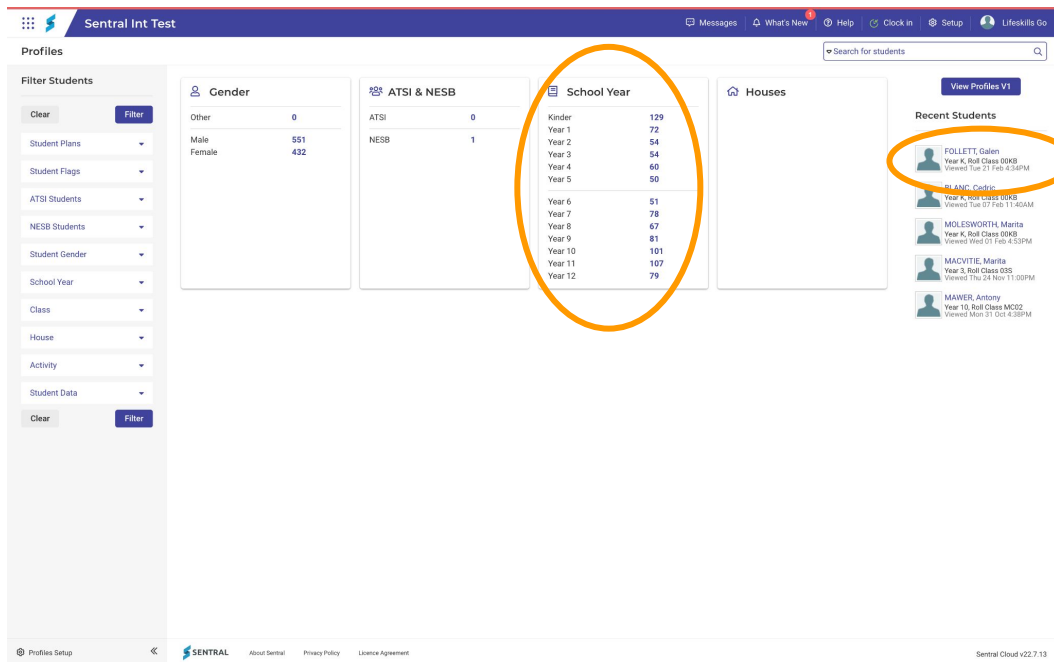 Sentral Int Test
Messages
What's New
1
Help
Clock in
Setup
Lifeskills Go
Profiles
Search for students
Filter Students
Clear
Filter
Student Plans
Student Flags
ATSI Students
NESB Students
Student Gender
School Year
Class
House
Activity
Student Data
Clear
Filter
Gender
Other 0
Male 551
Female 432
ATSI & NESB
ATSI 0
NESB 1
School Year
Kinder 129
Year 1 72
Year 2 54
Year 3 54
Year 4 60
Year 5 50
Year 6 51
Year 7 78
Year 8 67
Year 9 81
Year 10 101
Year 11 107
Year 12 79
Houses
View Profiles V1
Recent Students
FOLLETT, Galen
Year K, Roll Class 00KB
Viewed Tue 21 Feb 4:34PM
BLANC, Cedric
Year K, Roll Class 00KB
Viewed Tue 07 Feb 11:40AM
MOLESWORTH, Marita
Year K, Roll Class 00KB
Viewed Wed 01 Feb 4:53PM
MACVITIE, Marita
Year 3, Roll Class 03S
Viewed Thu 24 Nov 11:00PM
MAWER, Antony
Year 10, Roll Class MC02
Viewed Mon 31 Oct 4:38PM
Profiles Setup
SENTRAL
About Sentral
Privacy Policy
Licence Agreement
Sentral Cloud v22.7.13